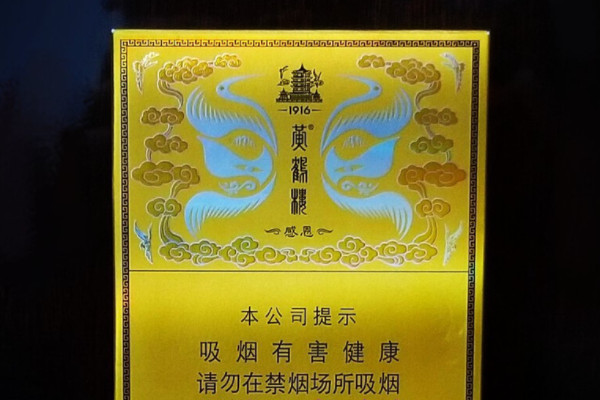 1916
黄鹤楼®
感恩
本公司提示
吸烟有害健康
请勿在禁烟场所吸烟